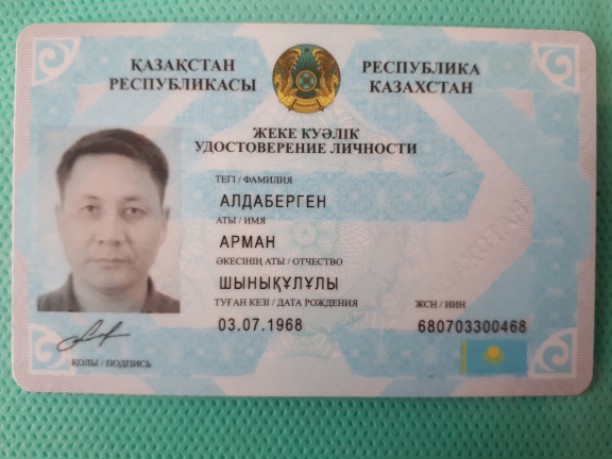 ҚАЗАҚСТАН РЕСПУБЛИКАСЫ
РЕСПУБЛИКА КАЗАХСТАН
ЖЕКЕ КУӘЛІК
УДОСТОВЕРЕНИЕ ЛИЧНОСТИ
ТЕГІ / ФАМИЛИЯ
АЛДАБЕРГЕН
АТЫ / ИМЯ
АРМАН
ӘКЕСІНІҢ АТЫ / ОТЧЕСТВО
ШЫНЫҚҰЛҰЛЫ
ТУҒАН КЕЗІ / ДАТА РОЖДЕНИЯ
03.07.1968
ЖСН / ИИН
680703300468
ҚОЛЫ / ПОДПИСЬ